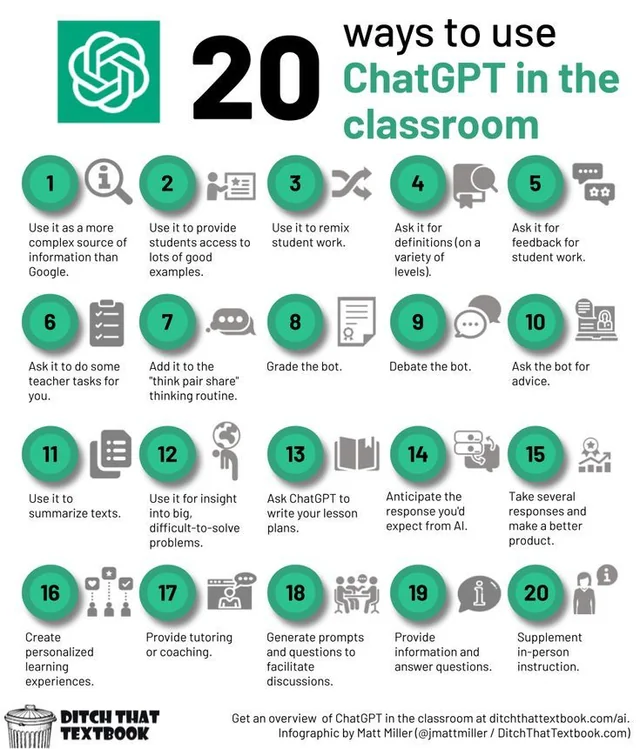 20
ways to use
ChatGPT in the
classroom
1
Use it as a more
complex source of
information than
Google.
2
Use it to provide
students access to
lots of good
examples.
3
Use it to remix
student work.
4
Ask it for
definitions (on a
variety of
levels).
5
Ask it for
feedback for
student work.
6
Ask it to do some
teacher tasks for
you.
7
Add it to the
"think pair share"
thinking routine.
8
Grade the bot.
9
Debate the bot.
10
Ask the bot for
advice.
11
Use it to
summarize texts.
12
Use it for insight
into big,
difficult-to-solve
problems.
13
Ask ChatGPT to
write your lesson
plans.
14
Anticipate the
response you'd
expect from AI.
15
Take several
responses and
make a better
product.
16
Create
personalized
learning
experiences.
17
Provide tutoring
or coaching.
18
Generate prompts
and questions to
facilitate
discussions.
19
Provide
information and
answer questions.
20
Supplement
in-person
instruction.
DITCH THAT
TEXTBOOK
Get an overview of ChatGPT in the classroom at ditchthattextbook.com/ai.
Infographic by Matt Miller (@jmattmiller / DitchThatTextbook.com)